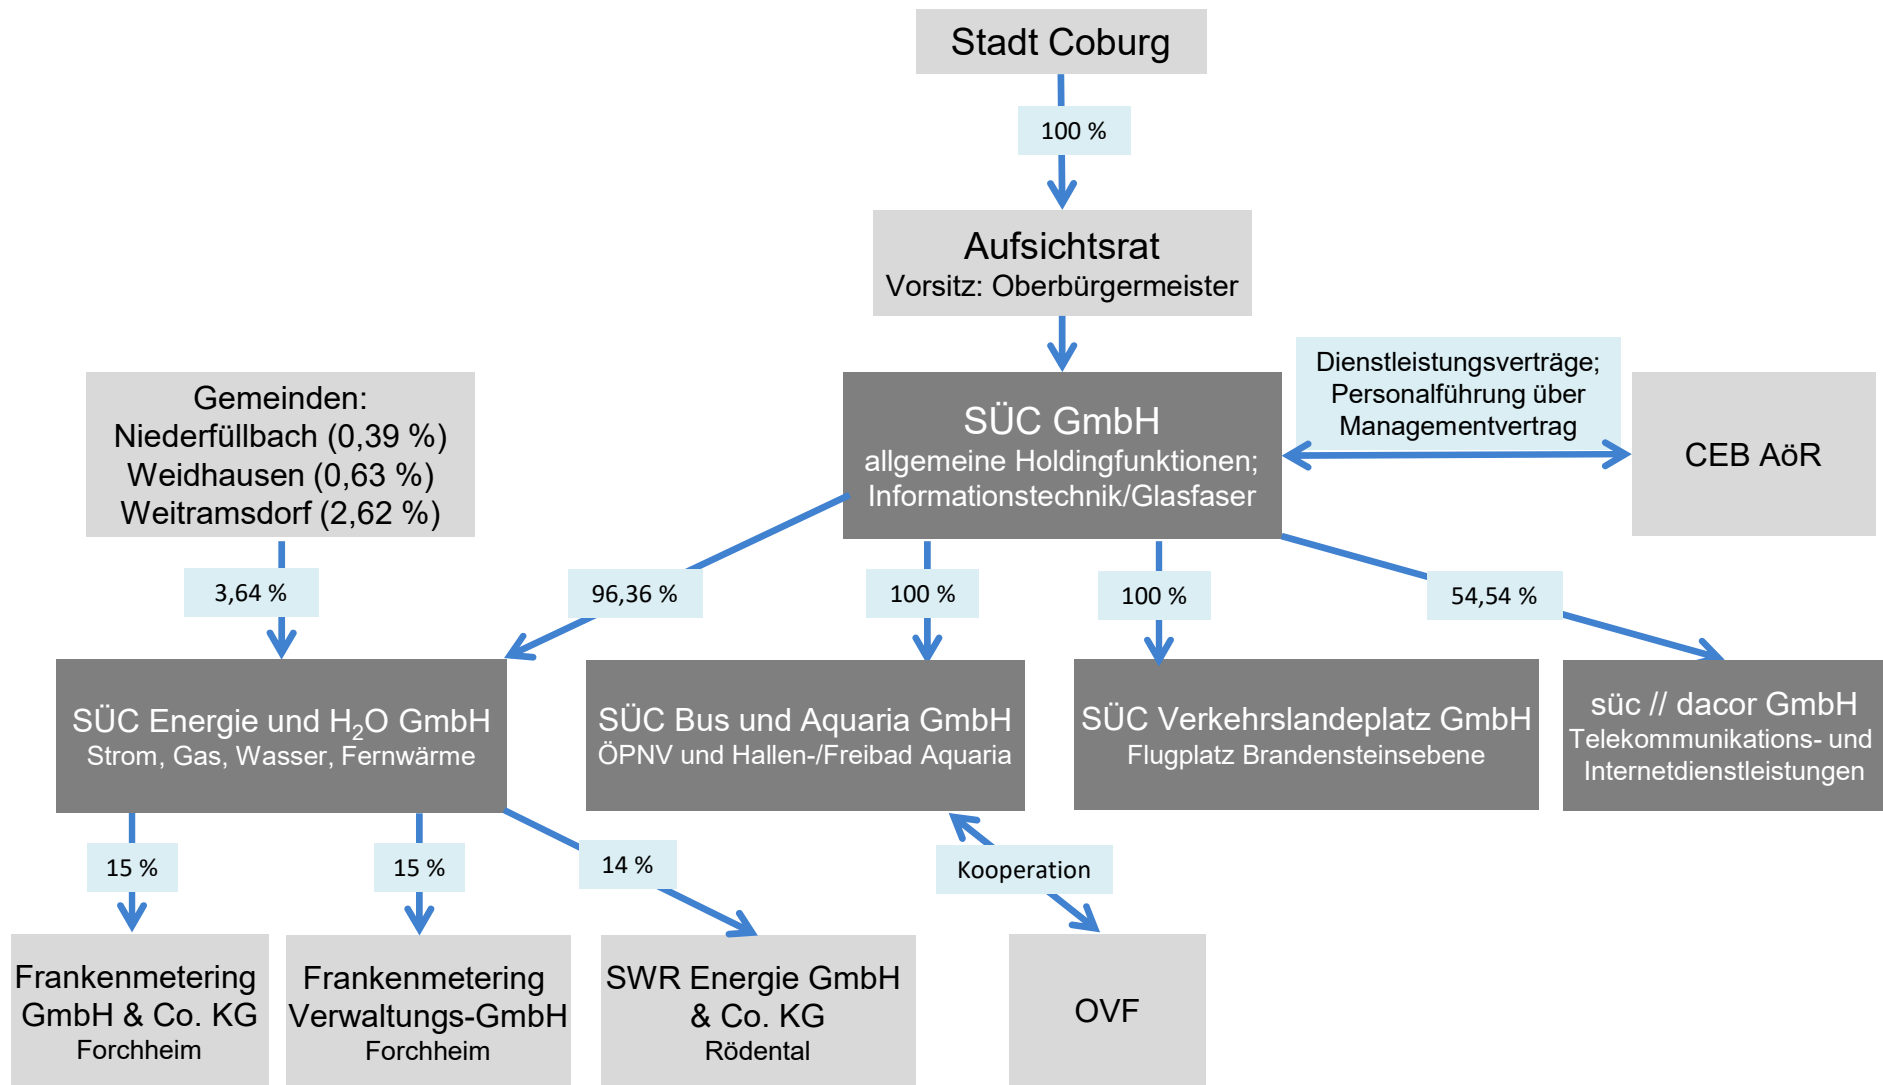 Stadt Coburg
100 %
Aufsichtsrat
Vorsitz: Oberbürgermeister
Dienstleistungsverträge;
Personalführung über
Managementvertrag
Gemeinden:
Niederfüllbach (0,39 %)
Weidhausen (0,63 %)
Weitramsdorf (2,62 %)
SÜC GmbH
allgemeine Holdingfunktionen;
Informationstechnik/Glasfaser
CEB AöR
3,64 %
96,36 %
100 %
100 %
54,54 %
SÜC Energie und H₂O GmbH
Strom, Gas, Wasser, Fernwärme
SÜC Bus und Aquaria GmbH
ÖPNV und Hallen-/Freibad Aquaria
SÜC Verkehrslandeplatz GmbH
Flugplatz Brandensteinsebene
süc // dacor GmbH
Telekommunikations- und
Internetdienstleistungen
15 %
15 %
14 %
Kooperation
Frankenmetering
GmbH & Co. KG
Forchheim
Frankenmetering
Verwaltungs-GmbH
Forchheim
SWR Energie GmbH
& Co. KG
Rödental
OVF